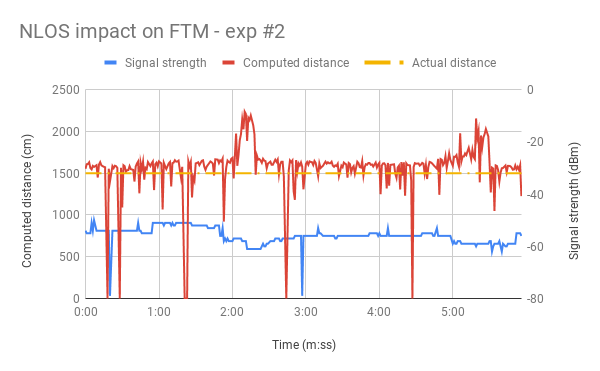 NLOS impact on FTM - exp #2
Signal strength Computed distance Actual distance
2500 0
2000 -20
1500 -40
1000
500 -60
0 -80
0:00 1:00 2:00 3:00 4:00 5:00
Computed distance (cm)
Signal strength (dBm)
Time (m:ss)